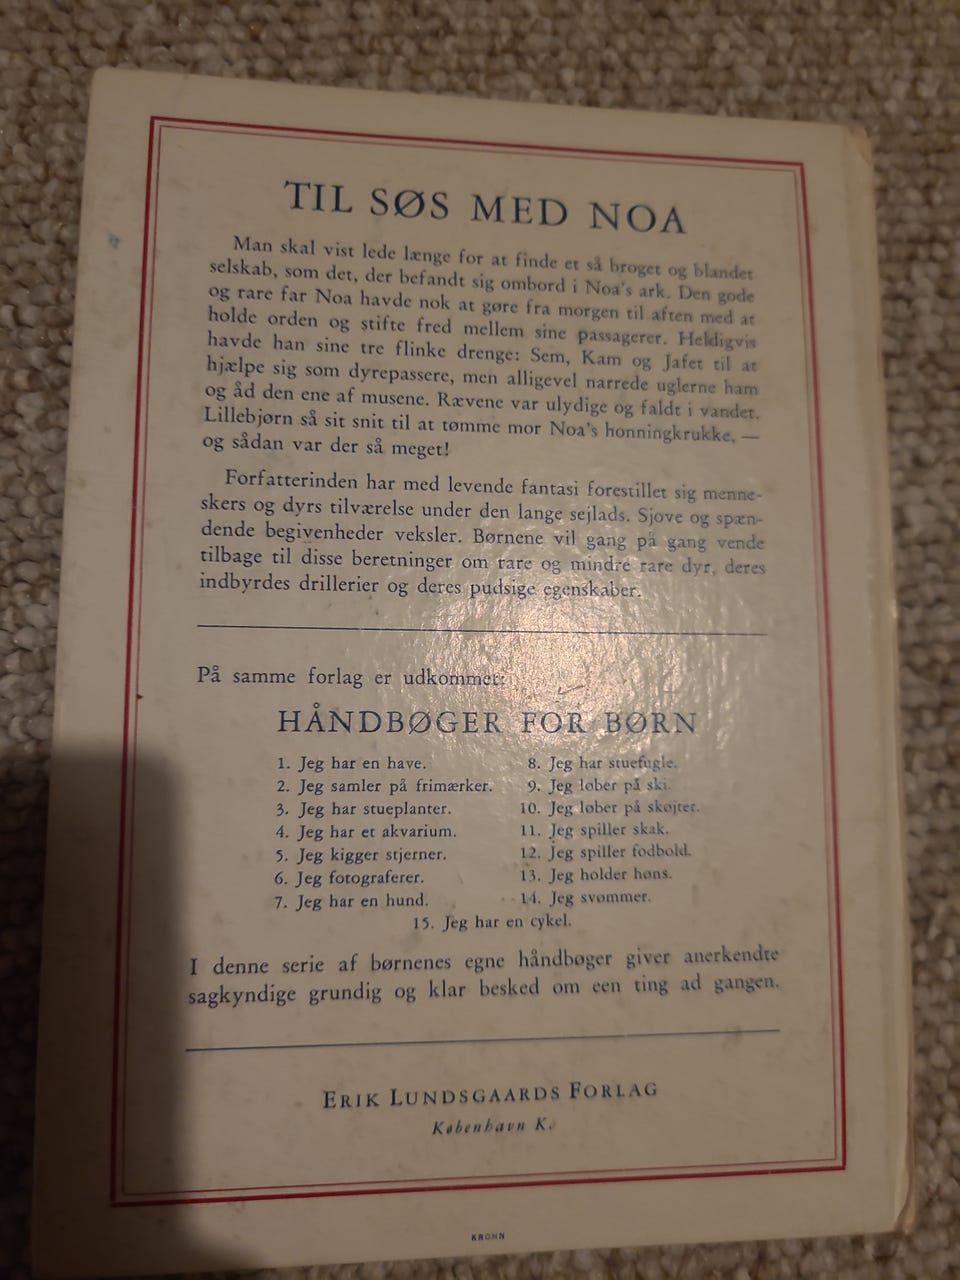 TIL SØS MED NOA
Man skal vist lede længe for at finde et så broget og blandet
selskab, som det, der befandt sig ombord i Noa's ark. Den gode
og rare far Noa havde nok at gøre fra morgen til aften med at
holde orden og stifte fred mellem sine passagerer. Heldigvis
havde han sine tre flinke drenge: Sem, Kam og Jafet til at
hjælpe sig som dyrepassere, men alligevel narrede uglerne ham
og åd den ene af musene. Rævene var ulydige og faldt i vandet.
Lillebjørn så sit snit til at tømme mor Noa's honningkrukke, —
og sådan var der så meget!
Forfatterinden har med levende fantasi forestillet sig menne-
skers og dyrs tilværelse under den lange sejlads. Sjove og spæn-
dende begivenheder veksler. Børnene vil gang på gang vende
tilbage til disse beretninger om rare og mindre rare dyr, deres
indbyrdes drillerier og deres pudsige egenskaber.
På samme forlag er udkommet:
HÅNDBØGER FOR BØRN
1. Jeg har en have.
2. Jeg samler på frimærker.
3. Jeg har stueplanter.
4. Jeg har et akvarium.
5. Jeg kigger stjerner.
6. Jeg fotograferer.
7. Jeg har en hund.
8. Jeg har stuefugle.
9. Jeg løber på ski.
10. Jeg løber på skøjter.
11. Jeg spiller skak.
12. Jeg spiller fodbold.
13. Jeg holder høns.
14. Jeg svømmer.
15. Jeg har en cykel.
I denne serie af børnenes egne håndbøger giver anerkendte
sagkyndige grundig og klar besked om een ting ad gangen.
ERIK LUNDSGAARDS FORLAG
København K.
KROHN